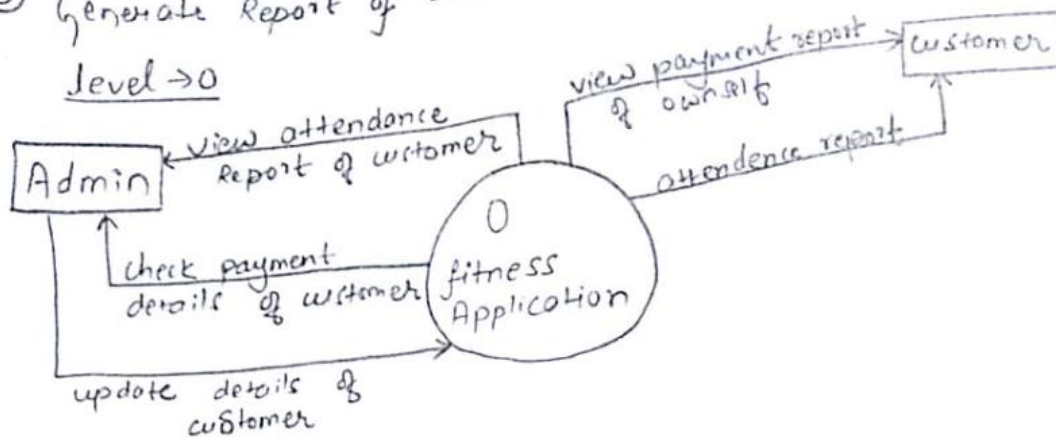 Generate Report of
level → 0
view attendance
Report of customer
Admin
check payment
details of customer
update details of
customer
0
fitness
Application
view payment report
of ownself
attendence report
customer